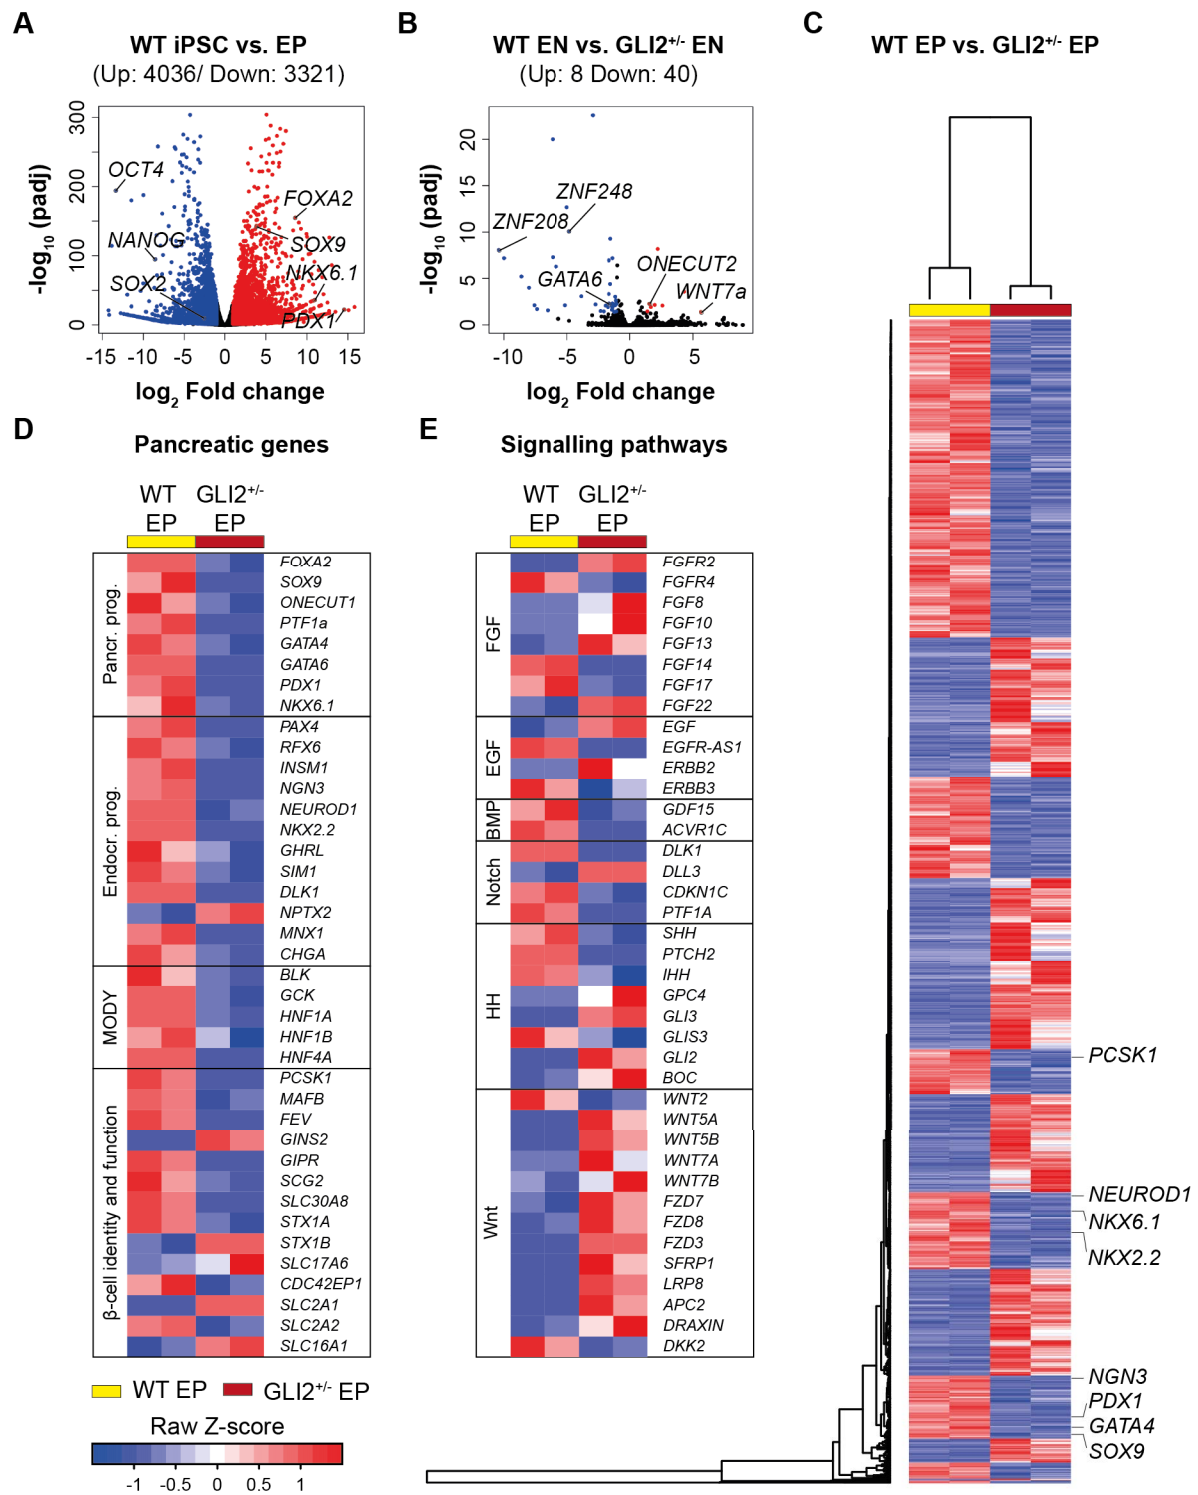 A
WT iPSC vs. EP
(Up: 4036/ Down: 3321)
-log10 (padj)
300
200
100
0
OCT4
NANOG
SOX2
FOXA2
SOX9
NKX6.1
PDX1
-15 -10 -5 0 5 10 15
log2 Fold change
B
WT EN vs. GLI2+/- EN
(Up: 8 Down: 40)
-log10 (padj)
20
15
10
5
0
ZNF248
ZNF208
GATA6
ONECUT2
WNT7a
-10 -5 0 5
log2 Fold change
C
WT EP vs. GLI2+/- EP
PCSK1
NEUROD1
NKX6.1
NKX2.2
NGN3
PDX1
GATA4
SOX9
D
Pancreatic genes
WT GLI2+/-
EP EP
Pancr. prog.
FOXA2
SOX9
ONECUT1
PTF1a
GATA4
GATA6
PDX1
NKX6.1
Endocr. prog.
PAX4
RFX6
INSM1
NGN3
NEUROD1
NKX2.2
GHRL
SIM1
DLK1
NPTX2
MNX1
CHGA
MODY
BLK
GCK
HNF1A
HNF1B
HNF4A
β-cell identity and function
PCSK1
MAFB
FEV
GINS2
GIPR
SCG2
SLC30A8
STX1A
STX1B
SLC17A6
CDC42EP1
SLC2A1
SLC2A2
SLC16A1
WT EP GLI2+/- EP
Raw Z-score
-1 -0.5 0 0.5 1
E
Signalling pathways
WT GLI2+/-
EP EP
FGF
FGFR2
FGFR4
FGF8
FGF10
FGF13
FGF14
FGF17
FGF22
EGF
EGF
EGFR-AS1
ERBB2
ERBB3
BMP
GDF15
ACVR1C
Notch
DLK1
DLL3
CDKN1C
PTF1A
HH
SHH
PTCH2
IHH
GPC4
GLI3
GLIS3
GLI2
BOC
Wnt
WNT2
WNT5A
WNT5B
WNT7A
WNT7B
FZD7
FZD8
FZD3
SFRP1
LRP8
APC2
DRAXIN
DKK2